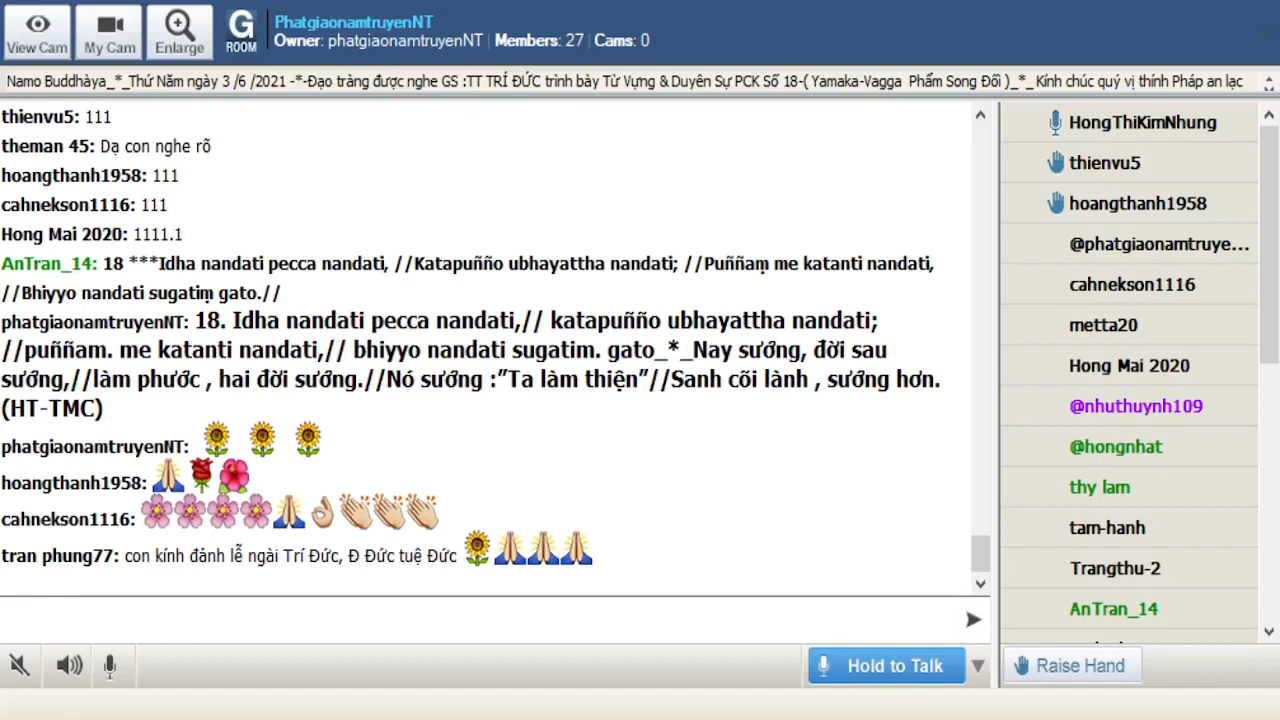 View Cam
My Cam
Enlarge
G
ROOM
PhatgiaonamtruyenNT
Owner: phatgiaonamtruyenNT | Members: 27 | Cams: 0
Namo Buddhàya_*_Thứ Năm ngày 3 /6 /2021 -*-Đạo tràng được nghe GS :TT TRÍ ĐỨC trình bày Từ Vựng & Duyên Sự PCK Số 18-( Yamaka-Vagga Phẩm Song Đối )_*_ Kính chúc quý vị thính Pháp an lạc
thienvu5: 111
theman 45: Dạ con nghe rõ
hoangthanh1958: 111
cahnekson1116: 111
Hong Mai 2020: 1111.1
AnTran_14: 18 ***Idha nandati pecca nandati, //Katapuñño ubhayattha nandati; //Puññaṃ me katanti nandati,
//Bhiyyo nandati sugatiṃ gato.//
phatgiaonamtruyenNT: 18. Idha nandati pecca nandati,// katapuñño ubhayattha nandati;
//puññam. me katanti nandati,// bhiyyo nandati sugatim. gato_*_Nay sướng, đời sau
sướng,//làm phước , hai đời sướng.//Nó sướng :”Ta làm thiện”//Sanh cõi lành , sướng hơn.
(HT-TMC)
phatgiaonamtruyenNT:
hoangthanh1958:
cahnekson1116:
tran phung77: con kính đảnh lễ ngài Trí Đức, Đ Đức tuệ Đức
Hold to Talk
HongThiKimNhung
thienvu5
hoangthanh1958
@phatgiaonamtruye...
cahnekson1116
metta20
Hong Mai 2020
@nhuthuynh109
@hongnhat
thy lam
tam-hanh
Trangthu-2
AnTran_14
Raise Hand